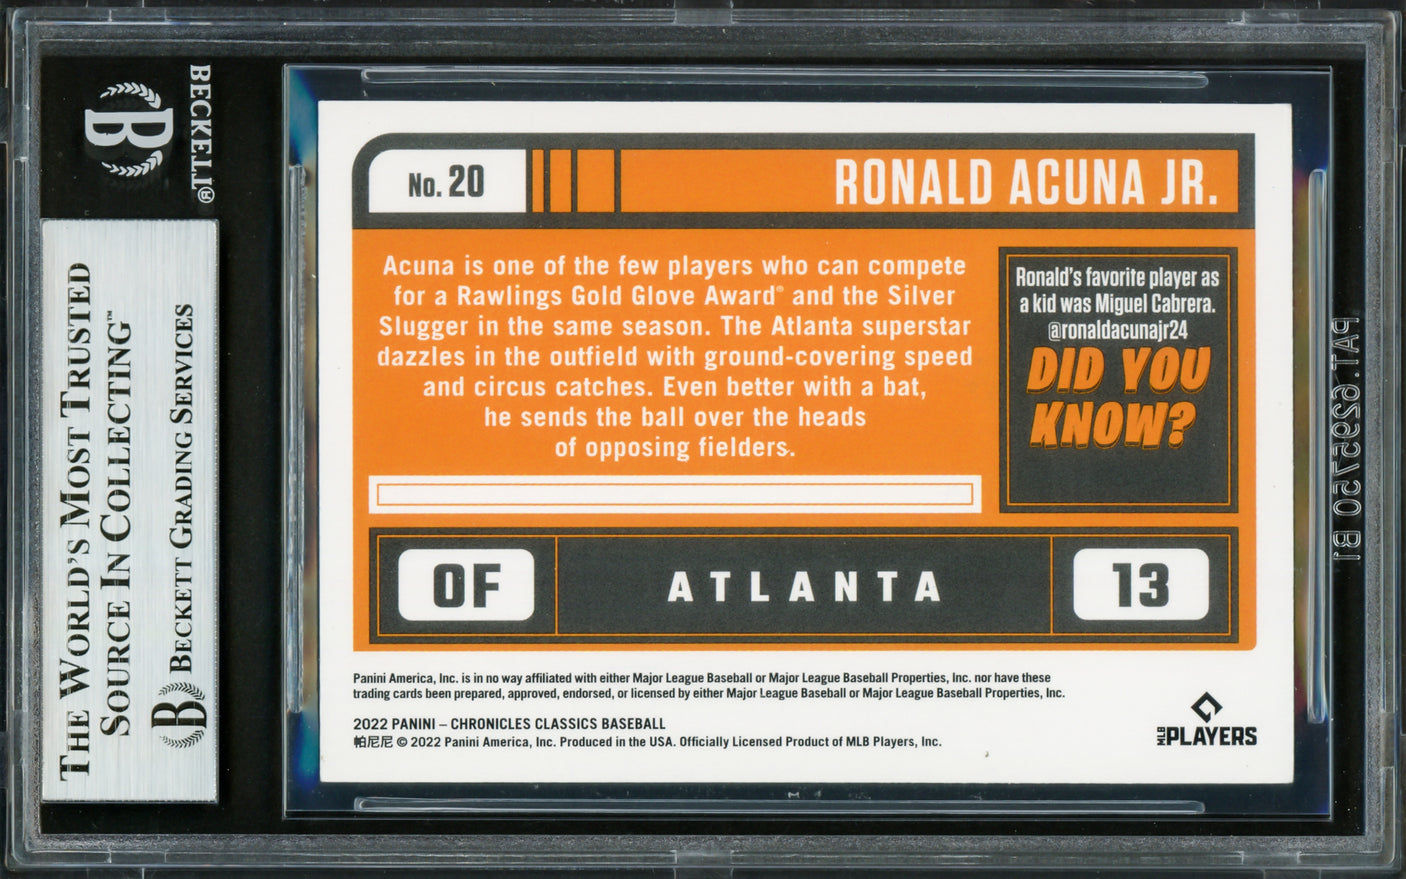 BECKETT®
B
THE WORLD'S MOST TRUSTED
SOURCE IN COLLECTING™
B BECKETT GRADING SERVICES
No. 20
RONALD ACUNA JR.
Acuna is one of the few players who can compete
for a Rawlings Gold Glove Award® and the Silver
Slugger in the same season. The Atlanta superstar
dazzles in the outfield with ground-covering speed
and circus catches. Even better with a bat,
he sends the ball over the heads
of opposing fielders.
Ronald's favorite player as
a kid was Miguel Cabrera.
@ronaldacunajr24
DID YOU
KNOW?
OF
ATLANTA
13
Panini America, Inc. is in no way affiliated with either Major League Baseball or Major League Baseball Properties, Inc. nor have these
trading cards been prepared, approved, endorsed, or licensed by either Major League Baseball or Major League Baseball Properties, Inc.
2022 PANINI – CHRONICLES CLASSICS BASEBALL
帕尼尼 © 2022 Panini America, Inc. Produced in the USA. Officially Licensed Product of MLB Players, Inc.
MLB PLAYERS
PAT. 6295750 B1